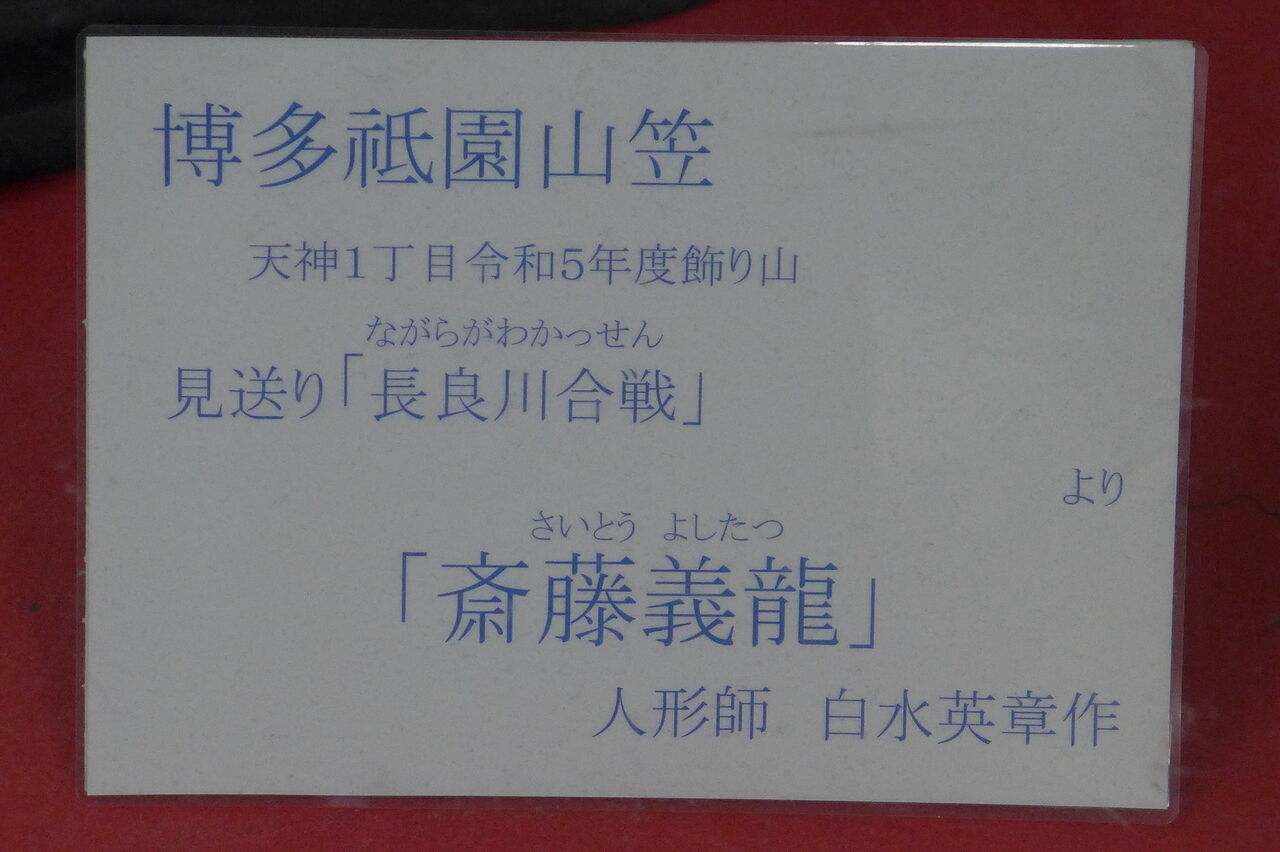 博多祇園山笠
天神1丁目令和5年度飾り山
ながらがわかっせん
見送り「長良川合戦」
より
さいとう よしたつ
「斎藤義龍」
人形師 白水英章作